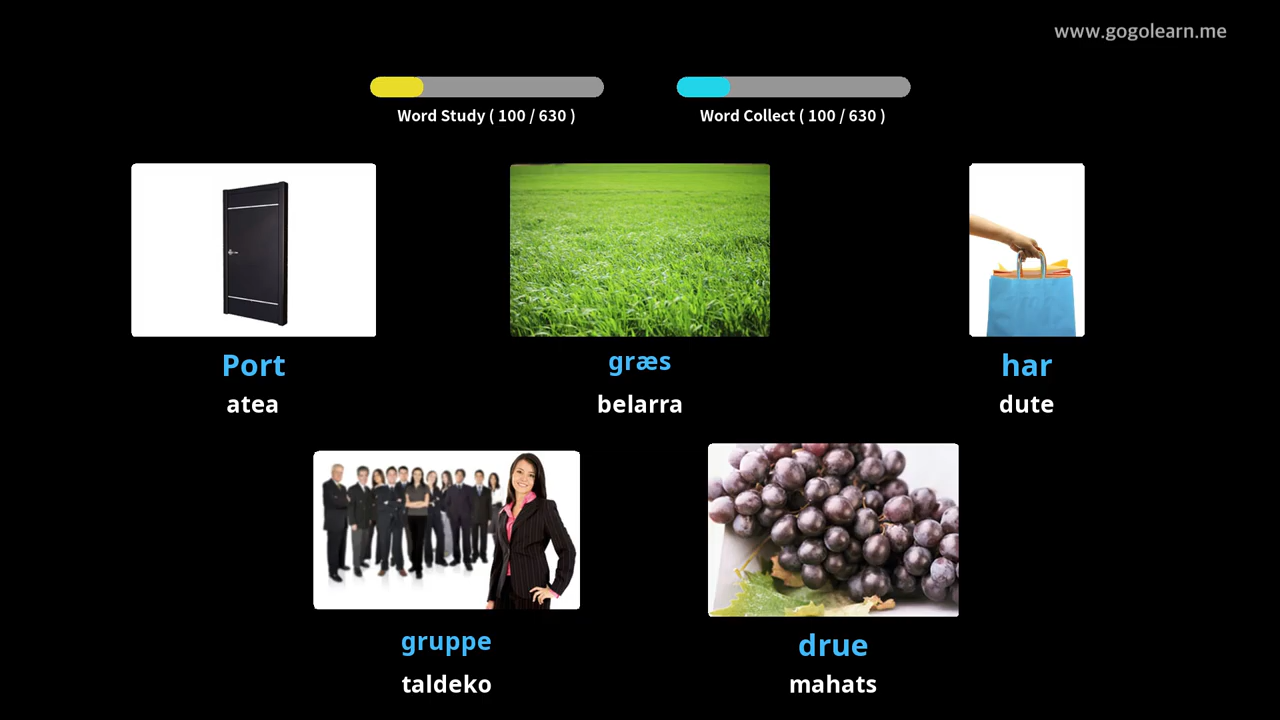 www.gogolearn.me
Word Study ( 100 / 630 )
Word Collect ( 100 / 630 )
Port
atea
græs
belarra
har
dute
gruppe
taldeko
drue
mahats